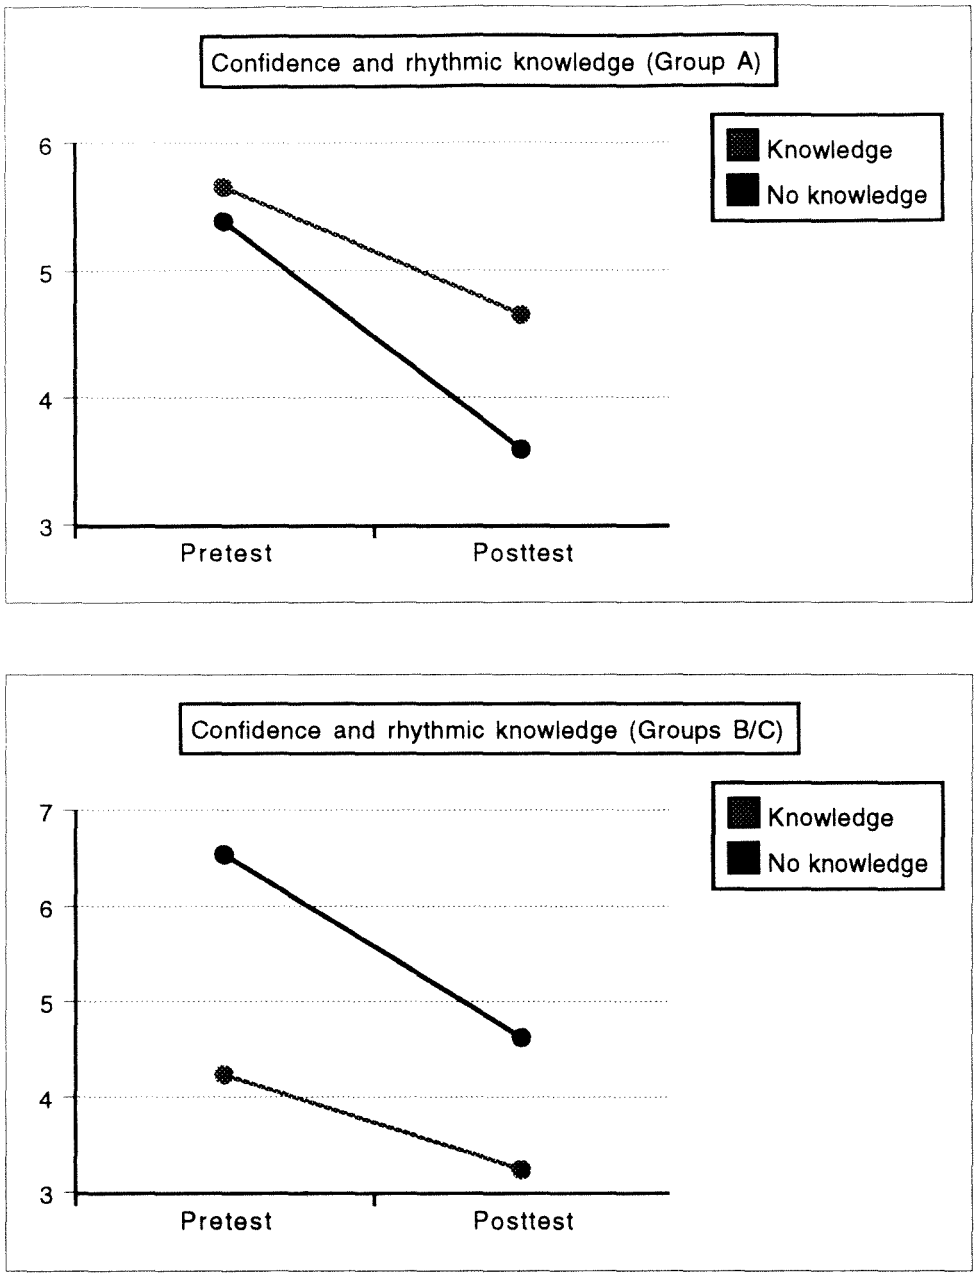 Confidence and rhythmic knowledge (Group A)
Knowledge
No knowledge
6
5
4
3
Pretest Posttest
Confidence and rhythmic knowledge (Groups B/C)
Knowledge
No knowledge
7
6
5
4
3
Pretest Posttest